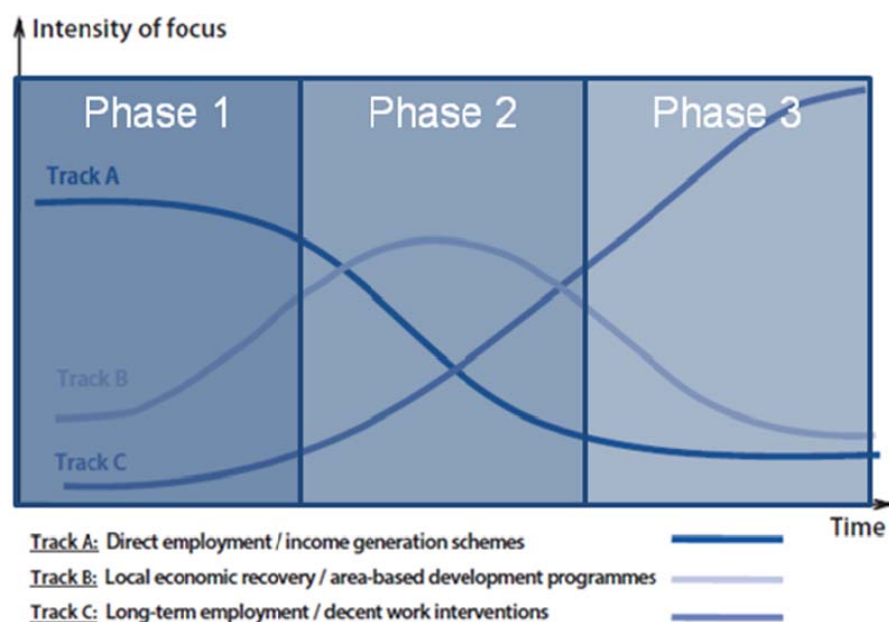 Intensity of focus
Phase 1
Phase 2
Phase 3
Track A
Track B
Track C
Time
Track A: Direct employment / income generation schemes
Track B: Local economic recovery / area-based development programmes
Track C: Long-term employment / decent work interventions